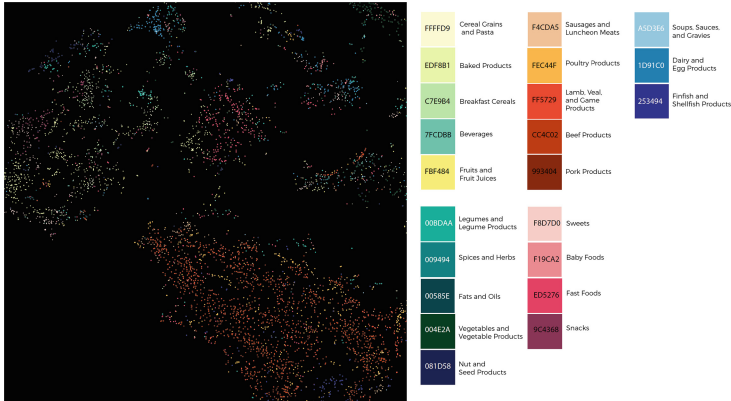 FFFFD9
Cereal Grains
and Pasta
EDF8B1
Baked Products
C7E9B4
Breakfast Cereals
7FCDBB
Beverages
FBF484
Fruits and
Fruit Juices
F4CDA5
Sausages and
Luncheon Meats
FEC44F
Poultry Products
FF5729
Lamb, Veal,
and Game
Products
CC4C02
Beef Products
993404
Pork Products
A5D3E6
Soups, Sauces,
and Gravies
1D91C0
Dairy and
Egg Products
253494
Finfish and
Shellfish Products
00BDAA
Legumes and
Legume Products
009494
Spices and Herbs
00585E
Fats and Oils
004E2A
Vegetables and
Vegetable Products
081D58
Nut and
Seed Products
F8D7D0
Sweets
F19CA2
Baby Foods
ED5276
Fast Foods
9C4368
Snacks